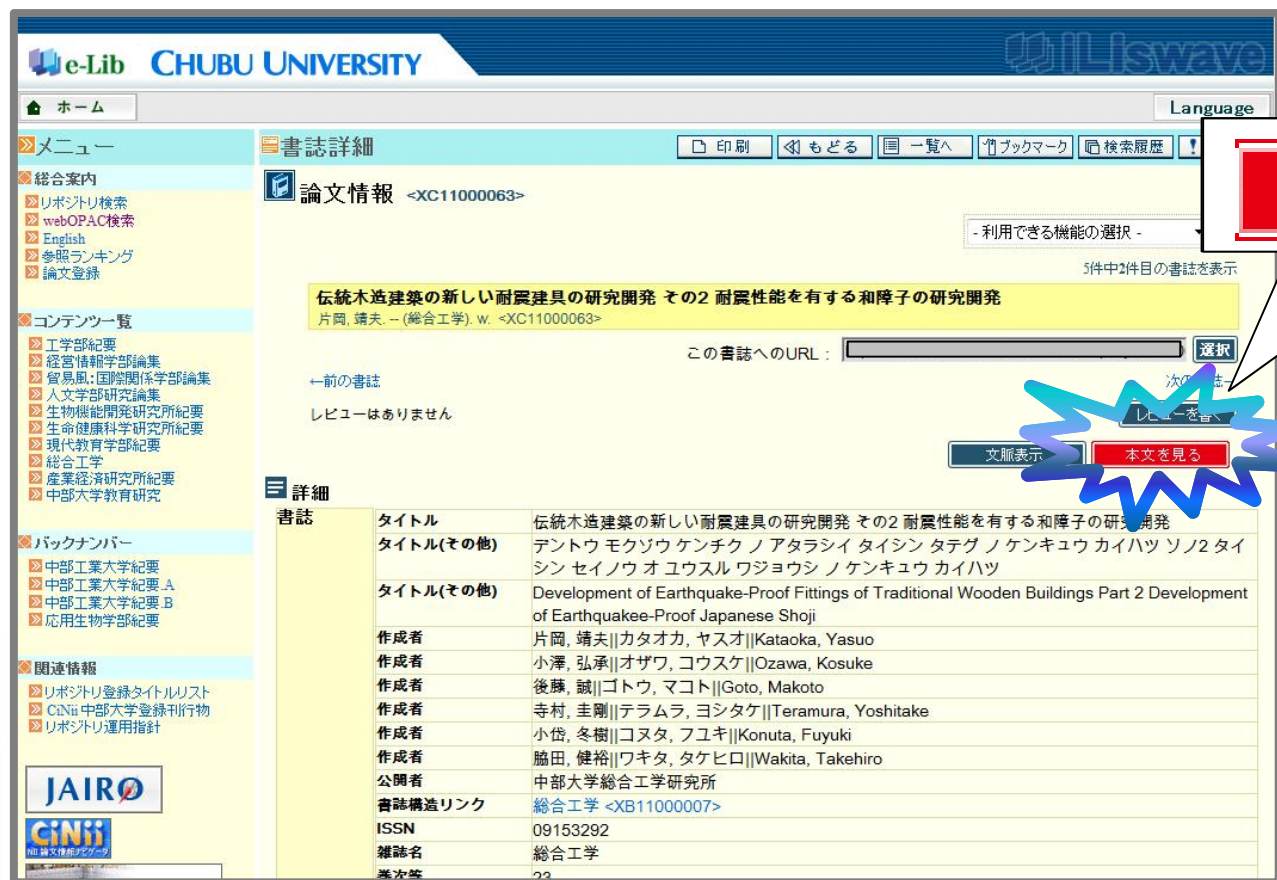 e-Lib CHUBU UNIVERSITY
iLiswave
ホーム
Language
メニュー
総合案内
リポジトリ検索
webOPAC検索
English
参照ランキング
論文登録
コンテンツ一覧
工学部紀要
経営情報学部論集
貿易風:国際関係学部論集
人文学部研究論集
生物機能開発研究所紀要
生命健康科学研究所紀要
現代教育学部紀要
総合工学
産業経済研究所紀要
中部大学教育研究
バックナンバー
中部工業大学紀要
中部工業大学紀要.A
中部工業大学紀要.B
応用生物学部紀要
関連情報
リポジトリ登録タイトルリスト
CiNii 中部大学登録刊行物
リポジトリ運用指針
JAIRO
CiNii
NII 論文情報ナビゲータ
書誌詳細
印刷 もどる 一覧へ ブックマーク 検索履歴 !
論文情報 <XC11000063>
- 利用できる機能の選択 -
5件中2件目の書誌を表示
伝統木造建築の新しい耐震建具の研究開発 その2 耐震性能を有する和障子の研究開発
片岡, 靖夫. -- (総合工学). w. <XC11000063>
この書誌へのURL : 選択
←前の書誌
レビューはありません レビューを書く
文脈表示 本文を見る
詳細
書誌 タイトル 伝統木造建築の新しい耐震建具の研究開発 その2 耐震性能を有する和障子の研究開発
タイトル(その他) デントウ モクゾウ ケンチク ノ アタラシイ タイシン タテグ ノ ケンキュウ カイハツ ソノ2 タイ
シン セイノウ オ ユウスル ワジョウシ ノ ケンキュウ カイハツ
タイトル(その他) Development of Earthquake-Proof Fittings of Traditional Wooden Buildings Part 2 Development
of Earthquakee-Proof Japanese Shoji
作成者 片岡, 靖夫||カタオカ, ヤスオ||Kataoka, Yasuo
作成者 小澤, 弘承||オザワ, コウスケ||Ozawa, Kosuke
作成者 後藤, 誠||ゴトウ, マコト||Goto, Makoto
作成者 寺村, 圭剛||テラムラ, ヨシタケ||Teramura, Yoshitake
作成者 小岱, 冬樹||コヌタ, フユキ||Konuta, Fuyuki
作成者 脇田, 健裕||ワキタ, タケヒロ||Wakita, Takehiro
公開者 中部大学総合工学研究所
書誌構造リンク 総合工学 <XB11000007>
ISSN 09153292
雑誌名 総合工学
巻次等 23